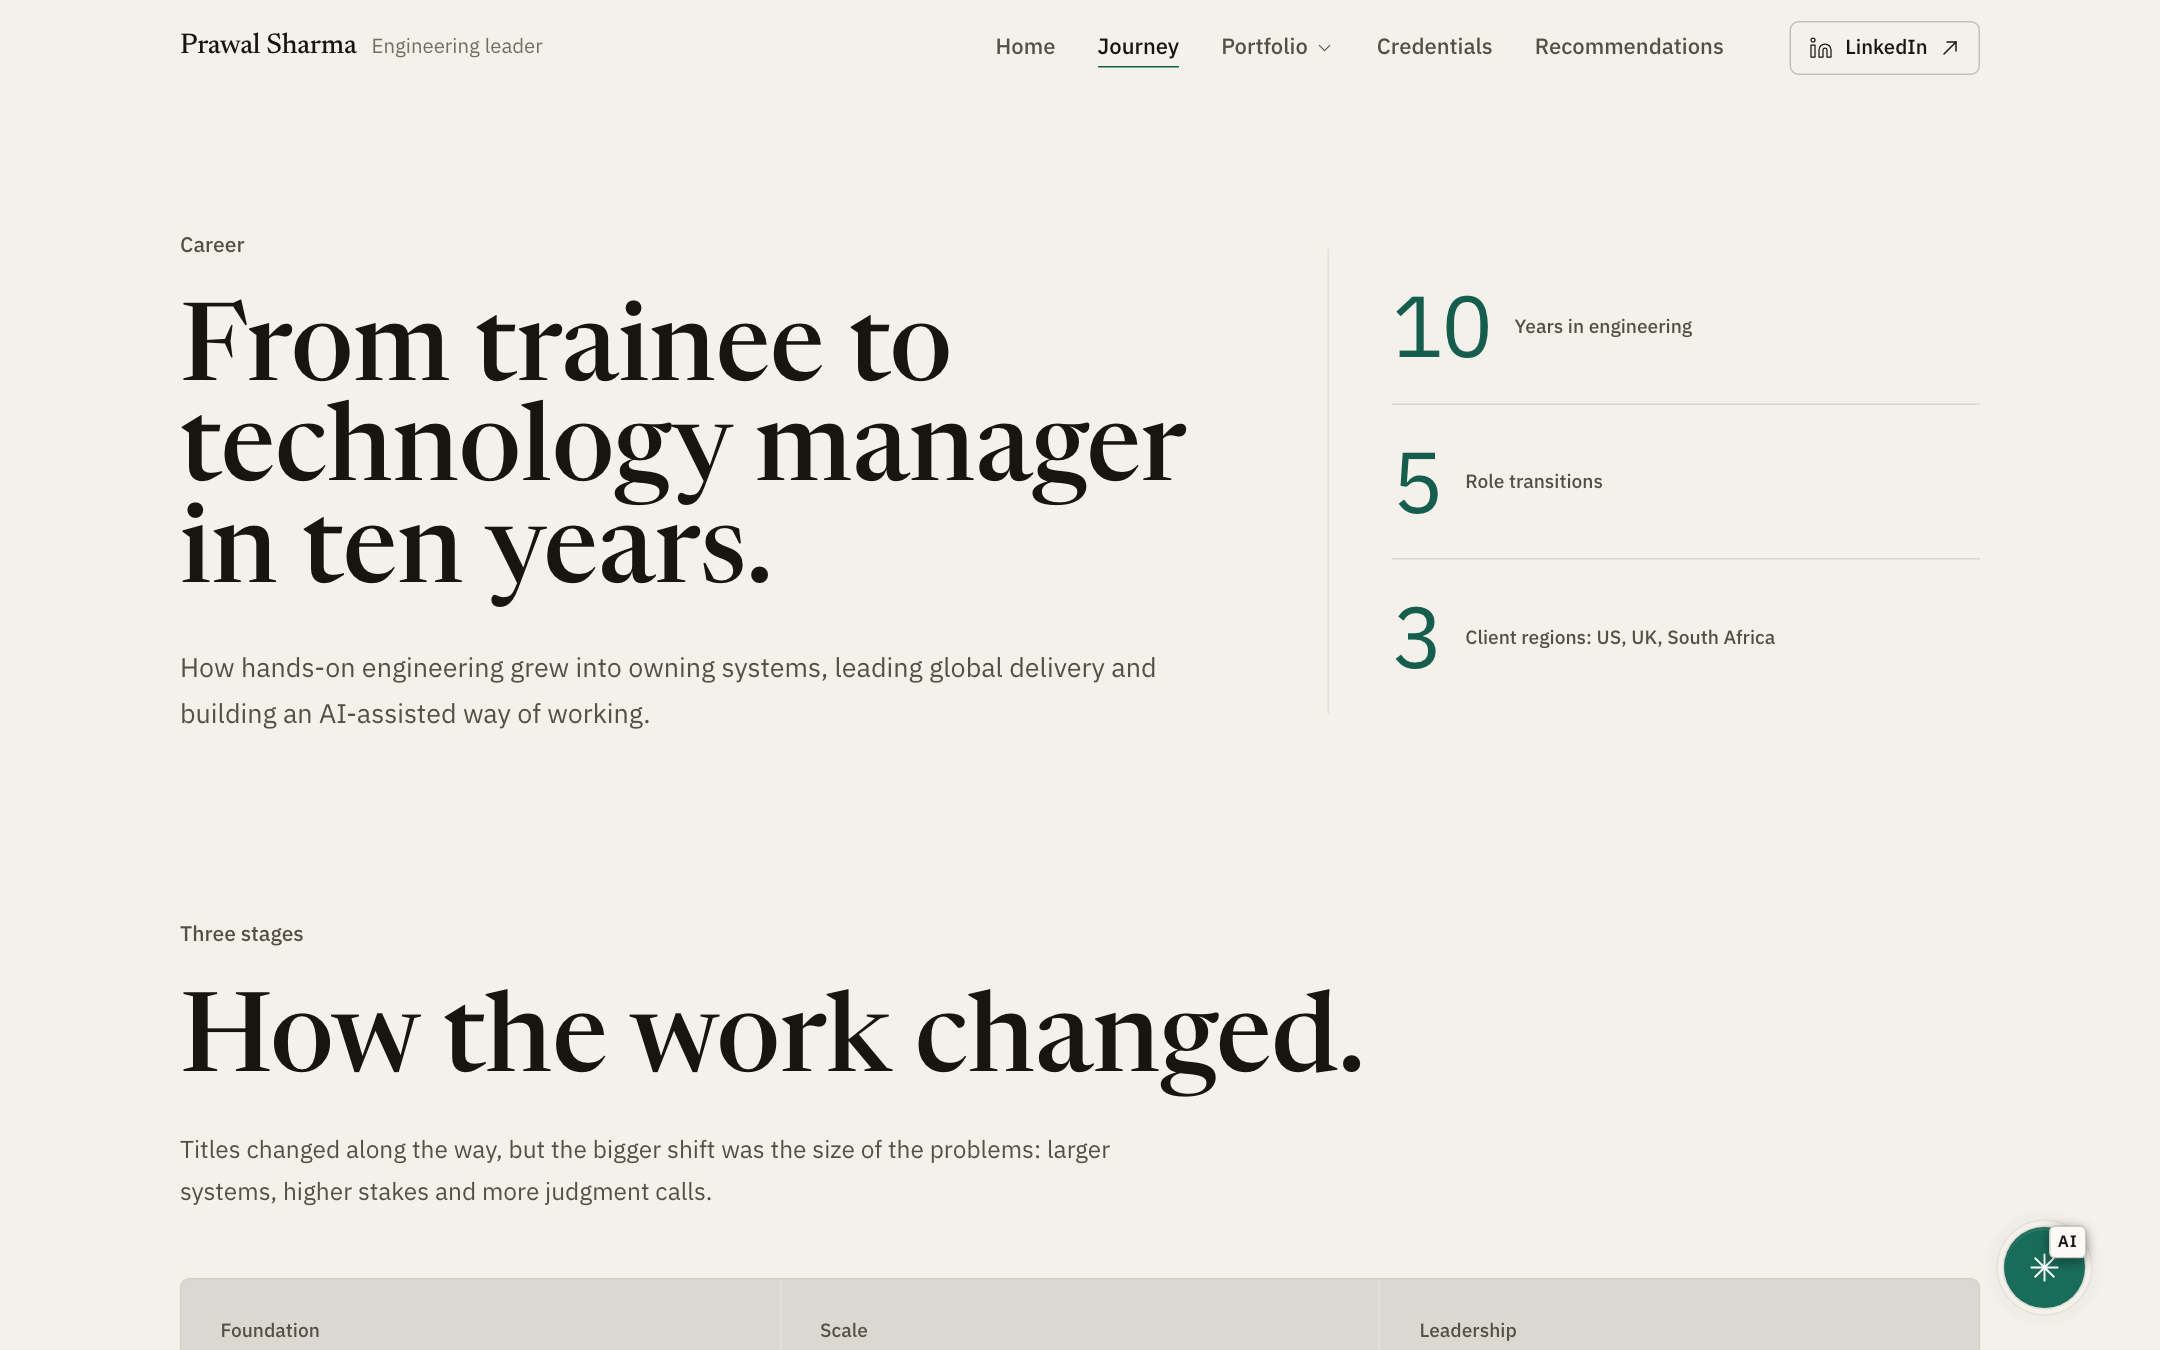 Prawal Sharma Engineering leader
Home Journey Portfolio Credentials Recommendations LinkedIn
Career
From trainee to
technology manager
in ten years.
How hands-on engineering grew into owning systems, leading global delivery and
building an AI-assisted way of working.
10 Years in engineering
5 Role transitions
3 Client regions: US, UK, South Africa
Three stages
How the work changed.
Titles changed along the way, but the bigger shift was the size of the problems: larger
systems, higher stakes and more judgment calls.
AI
Foundation Scale Leadership